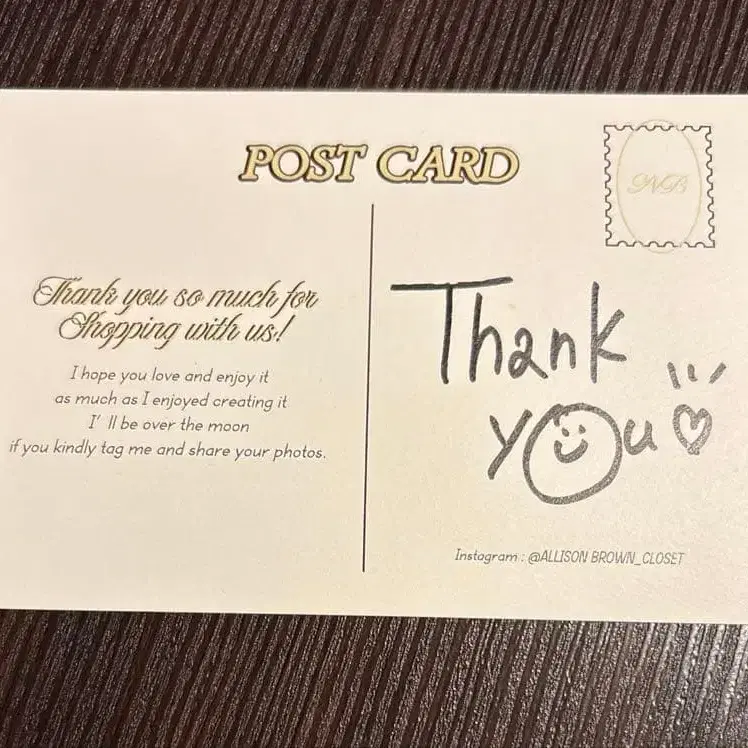 POST CARD
Thank you so much for
Shopping with us!
I hope you love and enjoy it
as much as I enjoyed creating it
I' ll be over the moon
if you kindly tag me and share your photos.
Thank
you♡
Instagram : @ALLISON BROWN_CLOSET